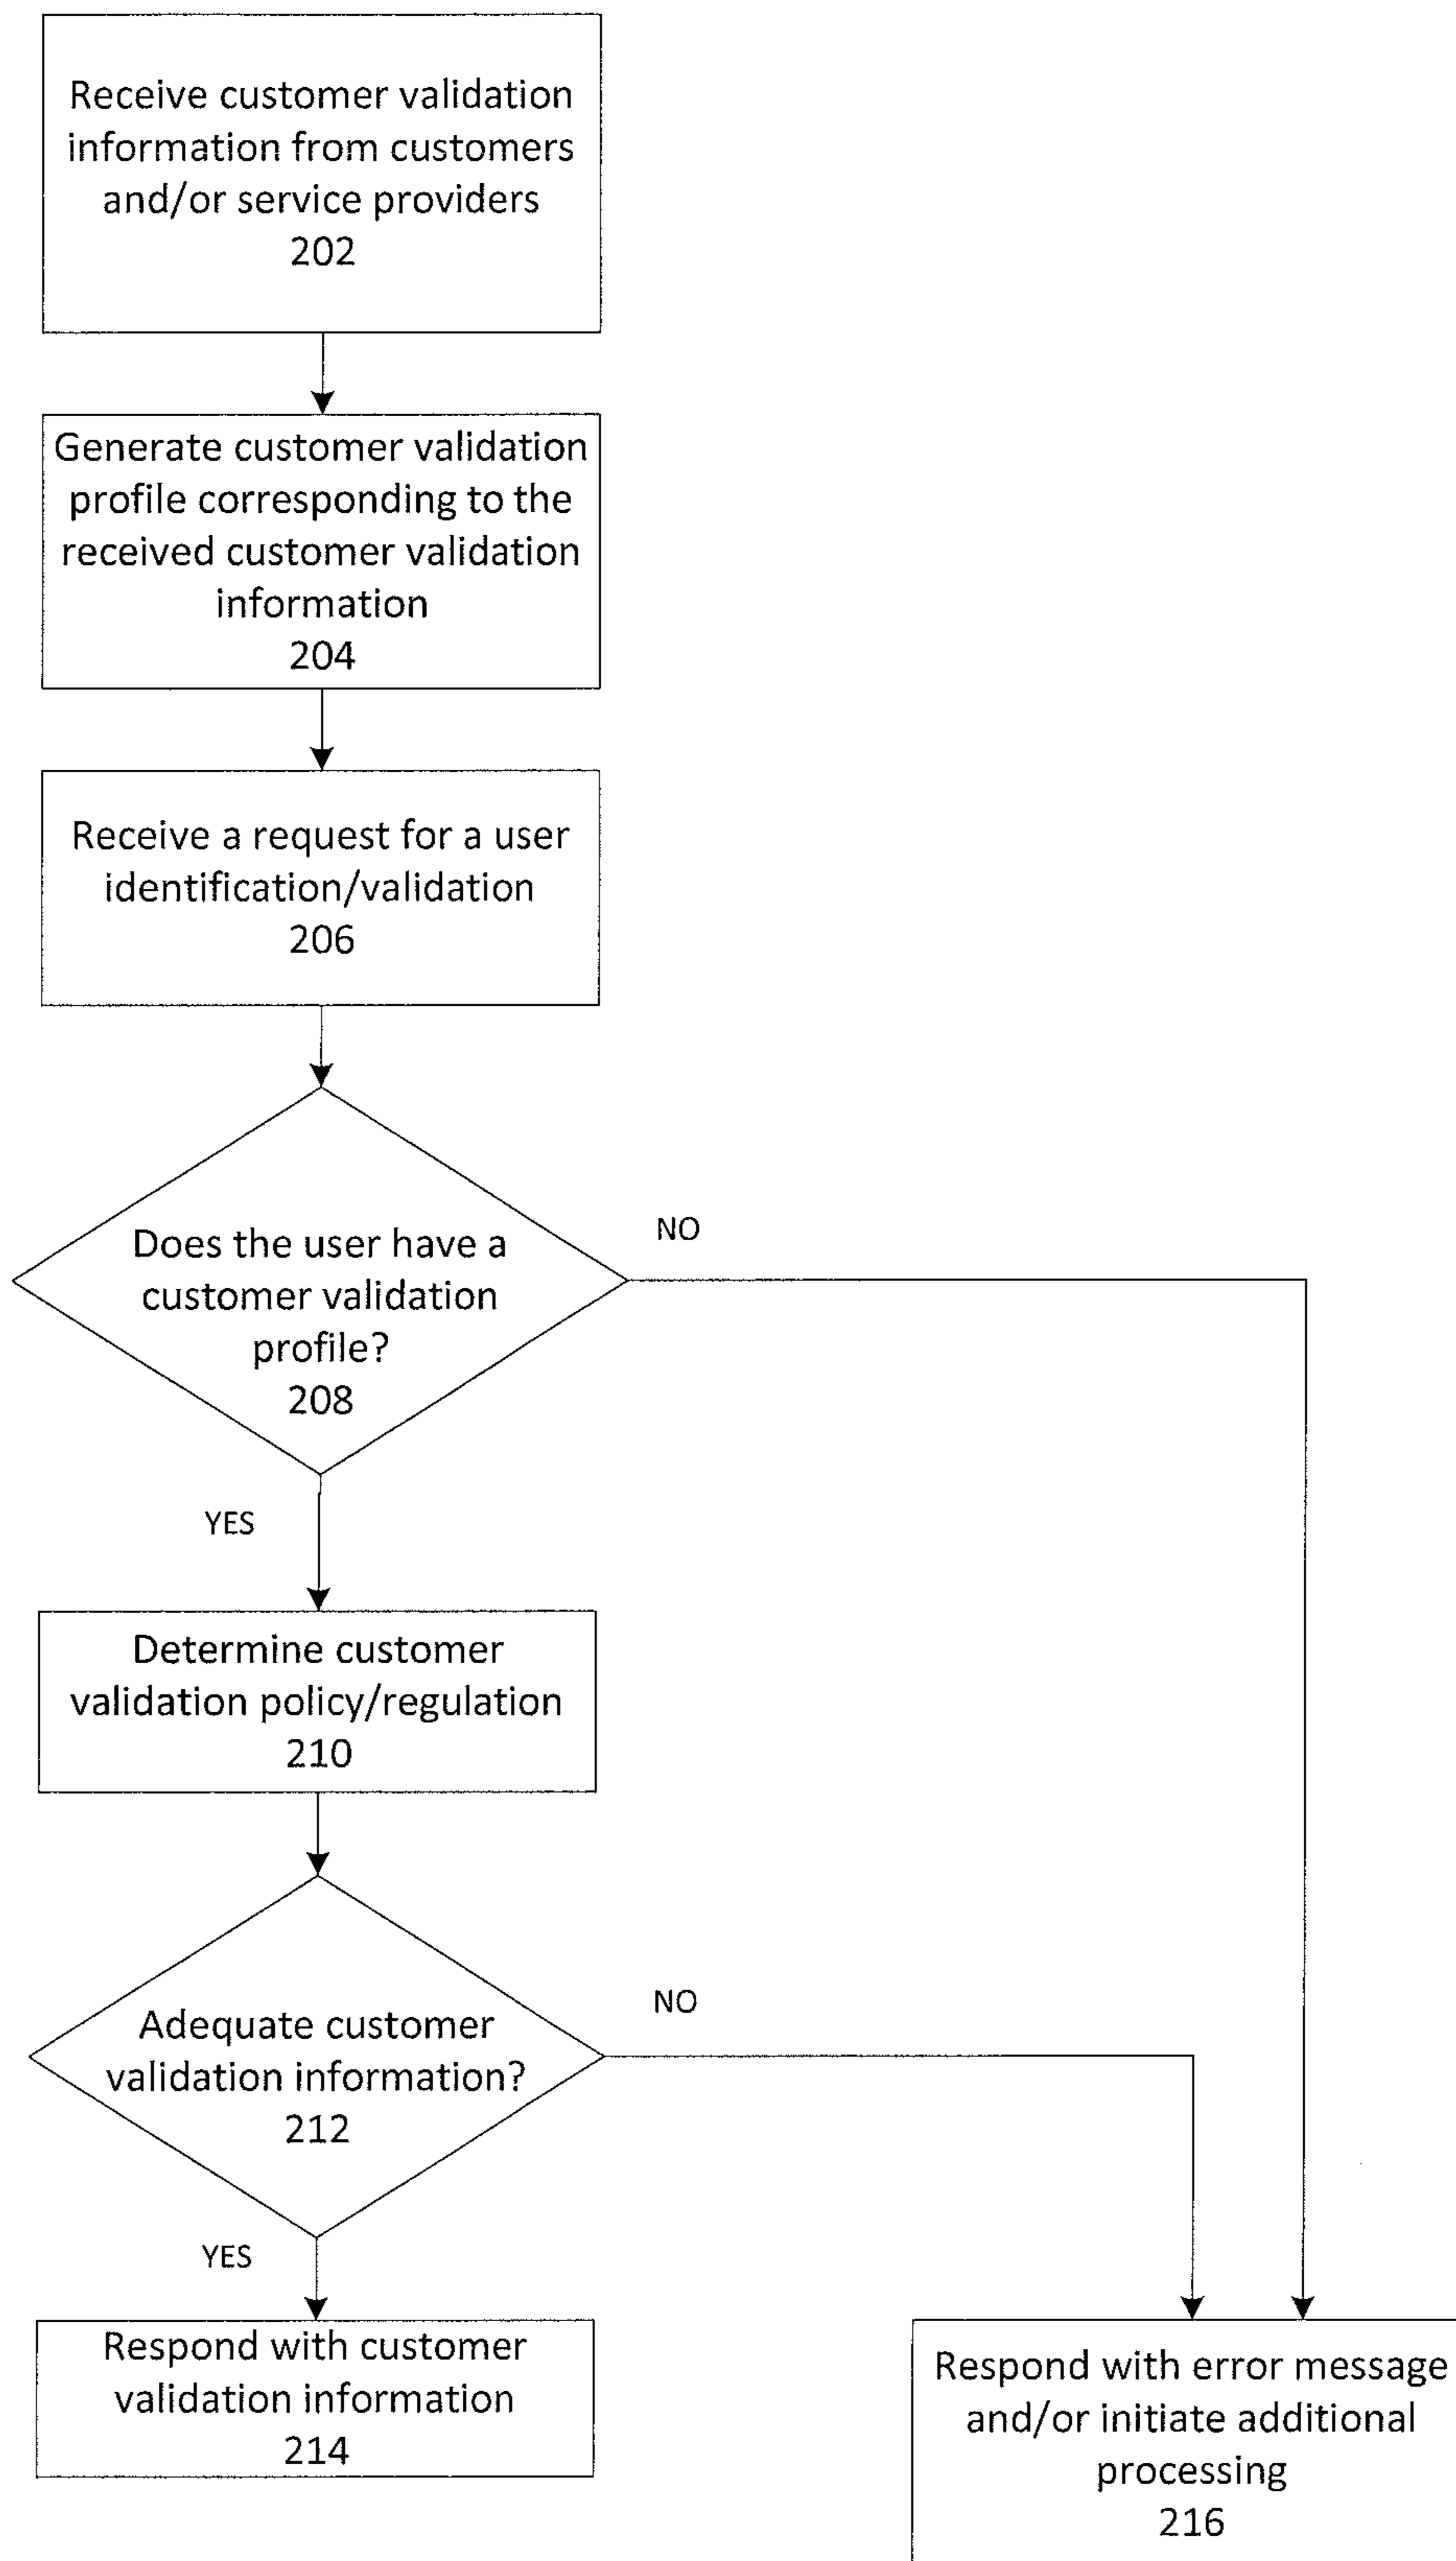 Receive customer validation
information from customers
and/or service providers
202
Generate customer validation
profile corresponding to the
received customer validation
information
204
Receive a request for a user
identification/validation
206
Does the user have a
customer validation
profile?
208
NO
YES
Determine customer
validation policy/regulation
210
Adequate customer
validation information?
212
NO
YES
Respond with customer
validation information
214
Respond with error message
and/or initiate additional
processing
216